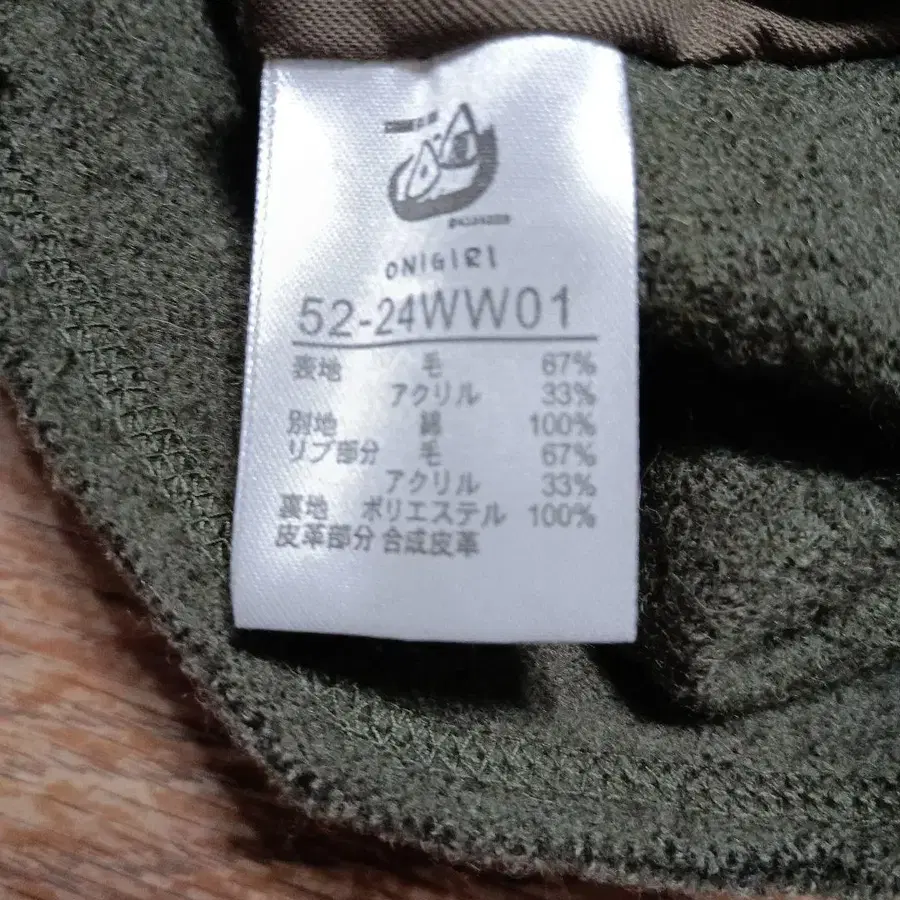 ONIGIRI
52-24WW01
表地 毛 67%
アクリル 33%
別地 綿 100%
リブ部分 毛 67%
アクリル 33%
裏地 ポリエステル 100%
皮革部分 合成皮革